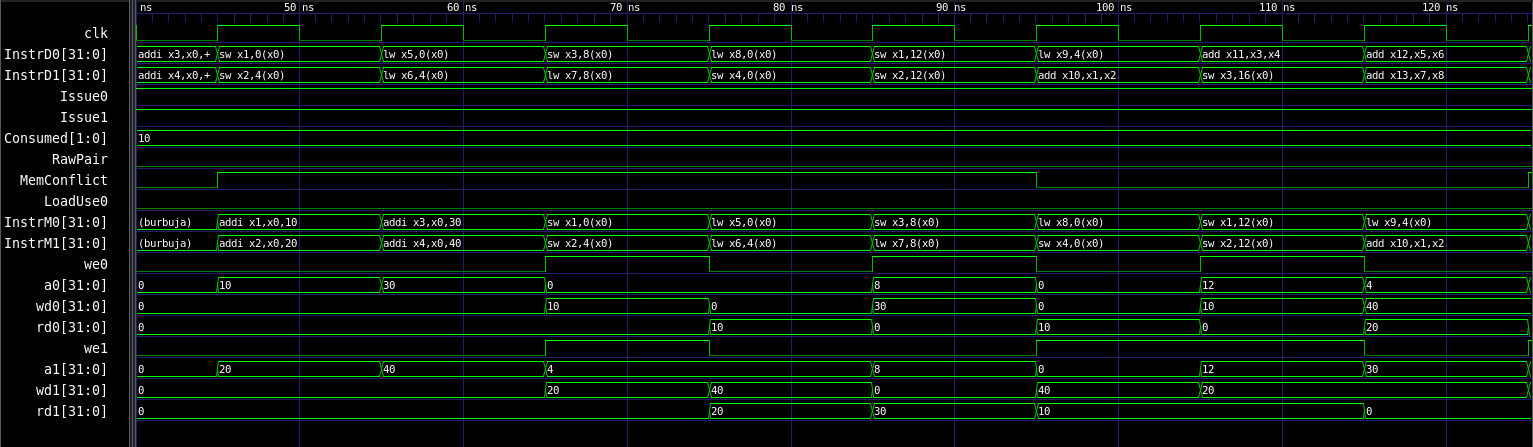 ns 50 ns 60 ns 70 ns 80 ns 90 ns 100 ns 110 ns 120 ns
clk
InstrD0[31:0] addi x3,x0,+ sw x1,0(x0) lw x5,0(x0) sw x3,8(x0) lw x8,0(x0) sw x1,12(x0) lw x9,4(x0) add x11,x3,x4 add x12,x5,x6
InstrD1[31:0] addi x4,x0,+ sw x2,4(x0) lw x6,4(x0) lw x7,8(x0) sw x4,0(x0) sw x2,12(x0) add x10,x1,x2 sw x3,16(x0) add x13,x7,x8
Issue0
Issue1
Consumed[1:0] 10
RawPair
MemConflict
LoadUse0
InstrM0[31:0] (burbuja) addi x1,x0,10 addi x3,x0,30 sw x1,0(x0) lw x5,0(x0) sw x3,8(x0) lw x8,0(x0) sw x1,12(x0) lw x9,4(x0)
InstrM1[31:0] (burbuja) addi x2,x0,20 addi x4,x0,40 sw x2,4(x0) lw x6,4(x0) lw x7,8(x0) sw x4,0(x0) sw x2,12(x0) add x10,x1,x2
we0
a0[31:0] 0 10 30 0 8 0 12 4
wd0[31:0] 0 10 0 30 0 10 40
rd0[31:0] 0 10 0 10 0 20
we1
a1[31:0] 0 20 40 4 8 0 12 30
wd1[31:0] 0 20 40 0 40 20
rd1[31:0] 0 20 30 10 0